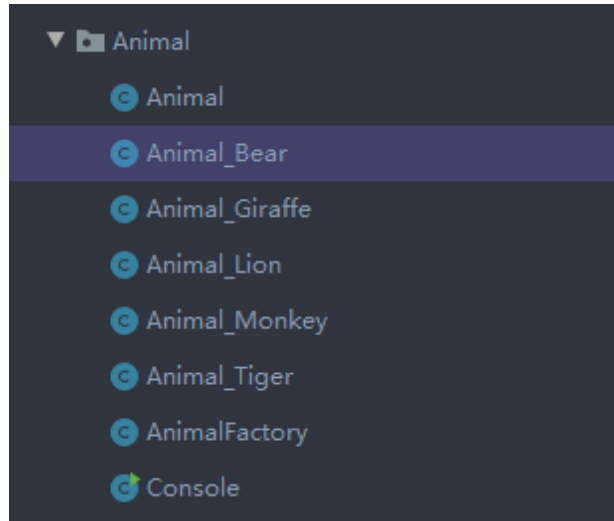 Animal
Animal
Animal_Bear
Animal_Giraffe
Animal_Lion
Animal_Monkey
Animal_Tiger
AnimalFactory
Console